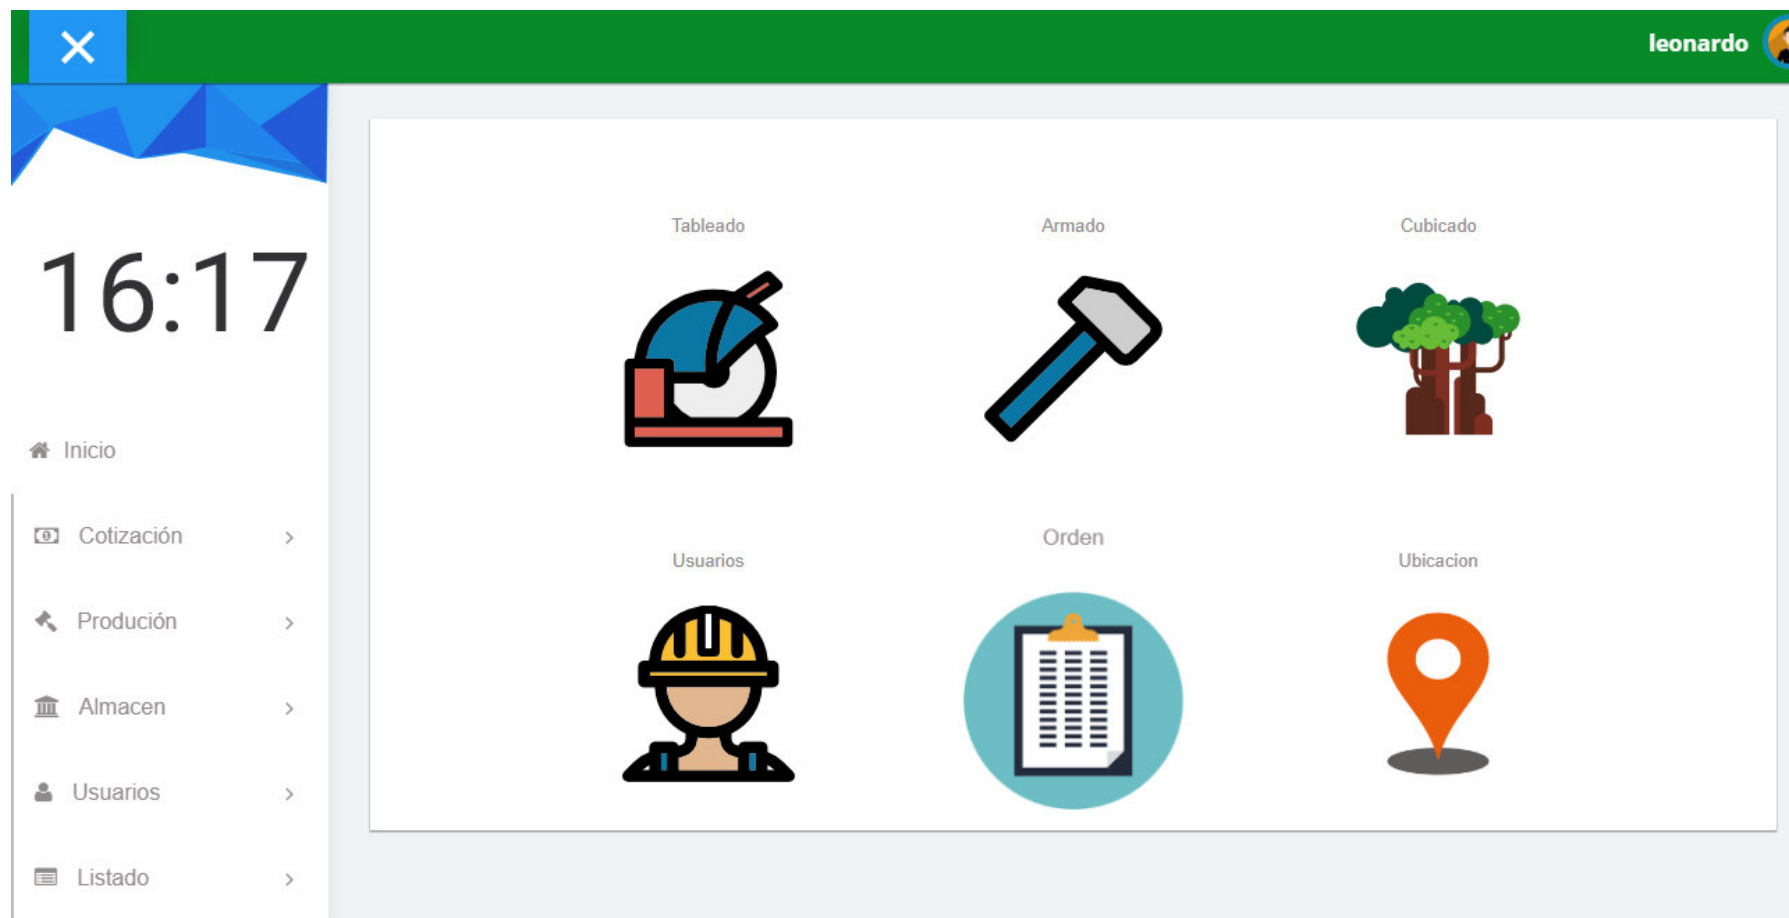 leonardo
16:17
Inicio
Cotización
Produción
Almacen
Usuarios
Listado
Tableado
Armado
Cubicado
Usuarios
Orden
Ubicacion